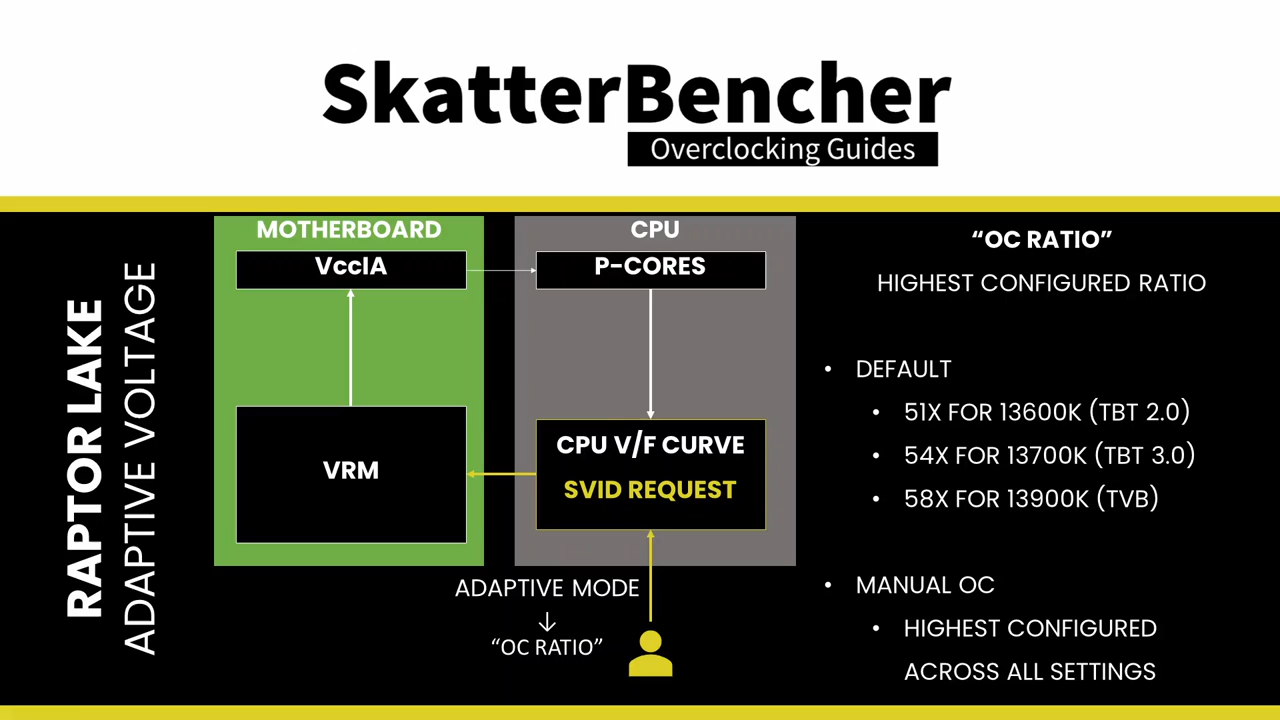 SkatterBencher
Overclocking Guides
RAPTOR LAKE
ADAPTIVE VOLTAGE
MOTHERBOARD
VccIA
VRM
CPU
P-CORES
CPU V/F CURVE
SVID REQUEST
ADAPTIVE MODE
↓
“OC RATIO”
“OC RATIO”
HIGHEST CONFIGURED RATIO
• DEFAULT
• 51X FOR 13600K (TBT 2.0)
• 54X FOR 13700K (TBT 3.0)
• 58X FOR 13900K (TVB)
• MANUAL OC
• HIGHEST CONFIGURED
ACROSS ALL SETTINGS